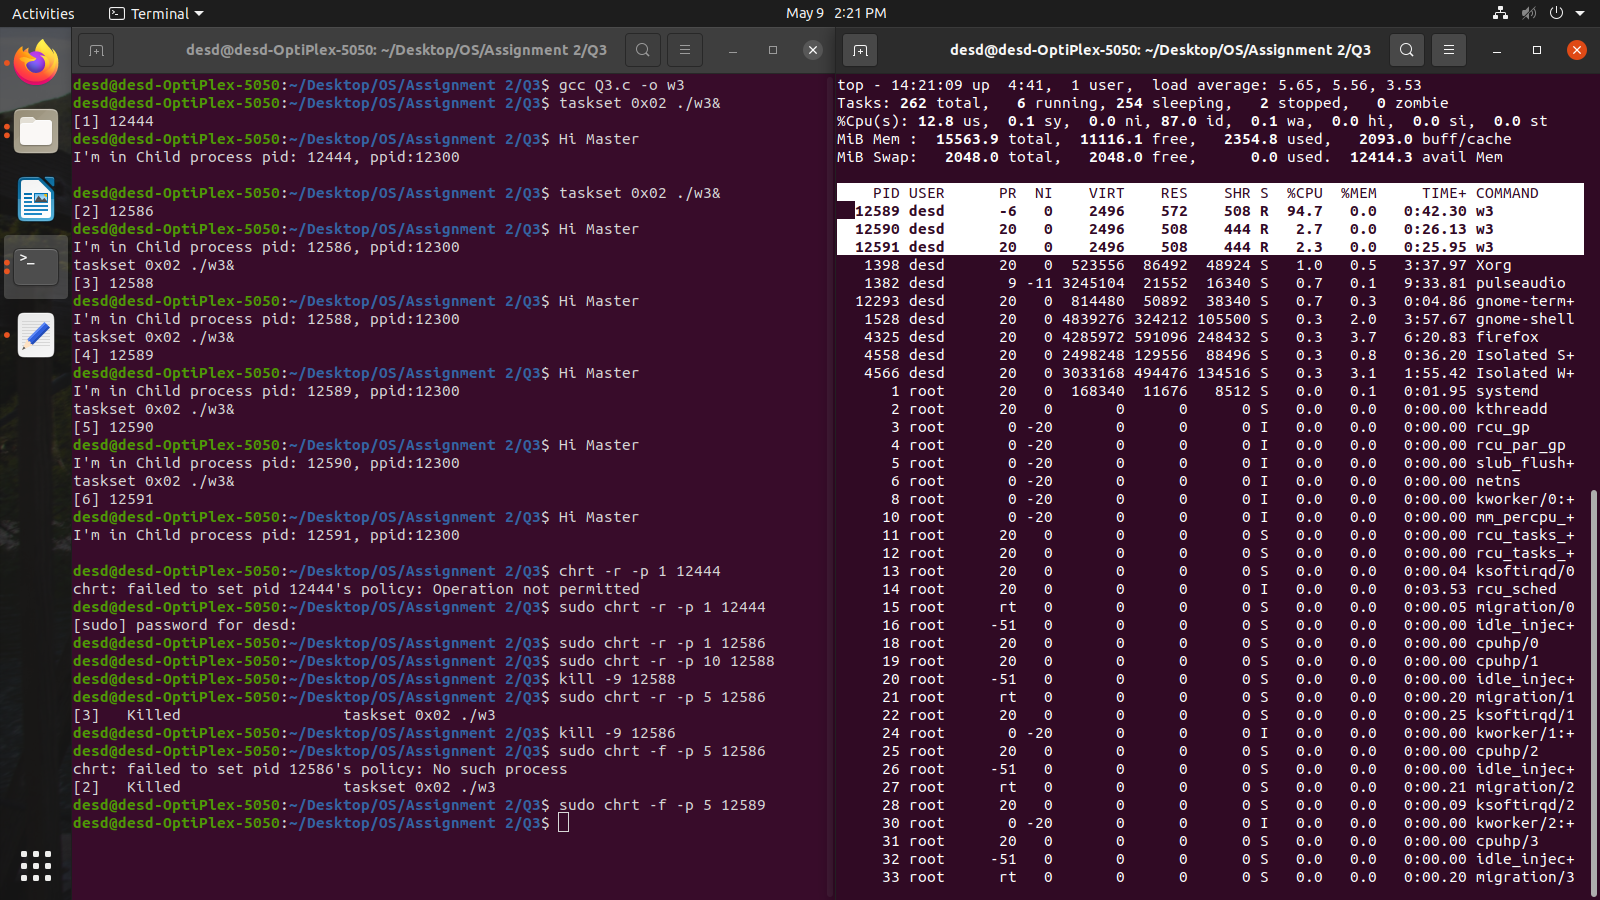 Activities
Terminal
May 9 2:21 PM
desd@desd-OptiPlex-5050: ~/Desktop/OS/Assignment 2/Q3
desd@desd-OptiPlex-5050:~/Desktop/OS/Assignment 2/Q3$ gcc Q3.c -o w3
desd@desd-OptiPlex-5050:~/Desktop/OS/Assignment 2/Q3$ taskset 0x02 ./w3&
[1] 12444
desd@desd-OptiPlex-5050:~/Desktop/OS/Assignment 2/Q3$ Hi Master
I'm in Child process pid: 12444, ppid:12300
desd@desd-OptiPlex-5050:~/Desktop/OS/Assignment 2/Q3$ taskset 0x02 ./w3&
[2] 12586
desd@desd-OptiPlex-5050:~/Desktop/OS/Assignment 2/Q3$ Hi Master
I'm in Child process pid: 12586, ppid:12300
taskset 0x02 ./w3&
[3] 12588
desd@desd-OptiPlex-5050:~/Desktop/OS/Assignment 2/Q3$ Hi Master
I'm in Child process pid: 12588, ppid:12300
taskset 0x02 ./w3&
[4] 12589
desd@desd-OptiPlex-5050:~/Desktop/OS/Assignment 2/Q3$ Hi Master
I'm in Child process pid: 12589, ppid:12300
taskset 0x02 ./w3&
[5] 12590
desd@desd-OptiPlex-5050:~/Desktop/OS/Assignment 2/Q3$ Hi Master
I'm in Child process pid: 12590, ppid:12300
taskset 0x02 ./w3&
[6] 12591
desd@desd-OptiPlex-5050:~/Desktop/OS/Assignment 2/Q3$ Hi Master
I'm in Child process pid: 12591, ppid:12300
desd@desd-OptiPlex-5050:~/Desktop/OS/Assignment 2/Q3$ chrt -r -p 1 12444
chrt: failed to set pid 12444's policy: Operation not permitted
desd@desd-OptiPlex-5050:~/Desktop/OS/Assignment 2/Q3$ sudo chrt -r -p 1 12444
[sudo] password for desd:
desd@desd-OptiPlex-5050:~/Desktop/OS/Assignment 2/Q3$ sudo chrt -r -p 1 12586
desd@desd-OptiPlex-5050:~/Desktop/OS/Assignment 2/Q3$ sudo chrt -r -p 10 12588
desd@desd-OptiPlex-5050:~/Desktop/OS/Assignment 2/Q3$ kill -9 12588
desd@desd-OptiPlex-5050:~/Desktop/OS/Assignment 2/Q3$ sudo chrt -r -p 5 12586
[3] Killed taskset 0x02 ./w3
desd@desd-OptiPlex-5050:~/Desktop/OS/Assignment 2/Q3$ kill -9 12586
desd@desd-OptiPlex-5050:~/Desktop/OS/Assignment 2/Q3$ sudo chrt -f -p 5 12586
chrt: failed to set pid 12586's policy: No such process
[2] Killed taskset 0x02 ./w3
desd@desd-OptiPlex-5050:~/Desktop/OS/Assignment 2/Q3$ sudo chrt -f -p 5 12589
desd@desd-OptiPlex-5050:~/Desktop/OS/Assignment 2/Q3$
desd@desd-OptiPlex-5050: ~/Desktop/OS/Assignment 2/Q3
top - 14:21:09 up 4:41, 1 user, load average: 5.65, 5.56, 3.53
Tasks: 262 total, 6 running, 254 sleeping, 2 stopped, 0 zombie
%Cpu(s): 12.8 us, 0.1 sy, 0.0 ni, 87.0 id, 0.1 wa, 0.0 hi, 0.0 si, 0.0 st
MiB Mem : 15563.9 total, 11116.1 free, 2354.8 used, 2093.0 buff/cache
MiB Swap: 2048.0 total, 2048.0 free, 0.0 used. 12414.3 avail Mem
PID USER PR NI VIRT RES SHR S %CPU %MEM TIME+ COMMAND
12589 desd -6 0 2496 572 508 R 94.7 0.0 0:42.30 w3
12590 desd 20 0 2496 508 444 R 2.7 0.0 0:26.13 w3
12591 desd 20 0 2496 508 444 R 2.3 0.0 0:25.95 w3
1398 desd 20 0 523556 86492 48924 S 1.0 0.5 3:37.97 Xorg
1382 desd 9 -11 3245104 21552 16340 S 0.7 0.1 9:33.81 pulseaudio
12293 desd 20 0 814480 50892 38340 S 0.7 0.3 0:04.86 gnome-term+
1528 desd 20 0 4839276 324212 105500 S 0.3 2.0 3:57.67 gnome-shell
4325 desd 20 0 4285972 591096 248432 S 0.3 3.7 6:20.83 firefox
4558 desd 20 0 2498248 129556 88496 S 0.3 0.8 0:36.20 Isolated S+
4566 desd 20 0 3033168 494476 134516 S 0.3 3.1 1:55.42 Isolated W+
1 root 20 0 168340 11676 8512 S 0.0 0.1 0:01.95 systemd
2 root 20 0 0 0 0 S 0.0 0.0 0:00.00 kthreadd
3 root 0 -20 0 0 0 I 0.0 0.0 0:00.00 rcu_gp
4 root 0 -20 0 0 0 I 0.0 0.0 0:00.00 rcu_par_gp
5 root 0 -20 0 0 0 I 0.0 0.0 0:00.00 slub_flush+
6 root 0 -20 0 0 0 I 0.0 0.0 0:00.00 netns
8 root 0 -20 0 0 0 I 0.0 0.0 0:00.00 kworker/0:+
10 root 0 -20 0 0 0 I 0.0 0.0 0:00.00 mm_percpu_+
11 root 20 0 0 0 0 S 0.0 0.0 0:00.00 rcu_tasks_+
12 root 20 0 0 0 0 S 0.0 0.0 0:00.00 rcu_tasks_+
13 root 20 0 0 0 0 S 0.0 0.0 0:00.04 ksoftirqd/0
14 root 20 0 0 0 0 I 0.0 0.0 0:03.53 rcu_sched
15 root rt 0 0 0 0 S 0.0 0.0 0:00.05 migration/0
16 root -51 0 0 0 0 S 0.0 0.0 0:00.00 idle_injec+
18 root 20 0 0 0 0 S 0.0 0.0 0:00.00 cpuhp/0
19 root 20 0 0 0 0 S 0.0 0.0 0:00.00 cpuhp/1
20 root -51 0 0 0 0 S 0.0 0.0 0:00.00 idle_injec+
21 root rt 0 0 0 0 S 0.0 0.0 0:00.20 migration/1
22 root 20 0 0 0 0 S 0.0 0.0 0:00.25 ksoftirqd/1
24 root 0 -20 0 0 0 I 0.0 0.0 0:00.00 kworker/1:+
25 root 20 0 0 0 0 S 0.0 0.0 0:00.00 cpuhp/2
26 root -51 0 0 0 0 S 0.0 0.0 0:00.00 idle_injec+
27 root rt 0 0 0 0 S 0.0 0.0 0:00.21 migration/2
28 root 20 0 0 0 0 S 0.0 0.0 0:00.09 ksoftirqd/2
30 root 0 -20 0 0 0 I 0.0 0.0 0:00.00 kworker/2:+
31 root 20 0 0 0 0 S 0.0 0.0 0:00.00 cpuhp/3
32 root -51 0 0 0 0 S 0.0 0.0 0:00.00 idle_injec+
33 root rt 0 0 0 0 S 0.0 0.0 0:00.20 migration/3